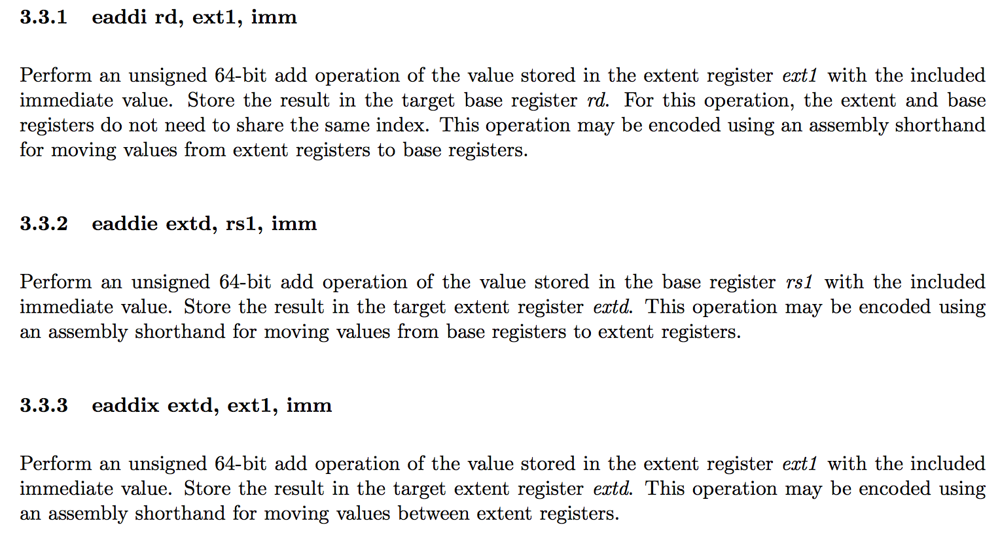 3.3.1 eaddi rd, ext1, imm
Perform an unsigned 64-bit add operation of the value stored in the extent register ext1 with the included
immediate value. Store the result in the target base register rd. For this operation, the extent and base
registers do not need to share the same index. This operation may be encoded using an assembly shorthand
for moving values from extent registers to base registers.
3.3.2 eaddie extd, rs1, imm
Perform an unsigned 64-bit add operation of the value stored in the base register rs1 with the included
immediate value. Store the result in the target extent register extd. This operation may be encoded using
an assembly shorthand for moving values from base registers to extent registers.
3.3.3 eaddix extd, ext1, imm
Perform an unsigned 64-bit add operation of the value stored in the extent register ext1 with the included
immediate value. Store the result in the target extent register extd. This operation may be encoded using
an assembly shorthand for moving values between extent registers.